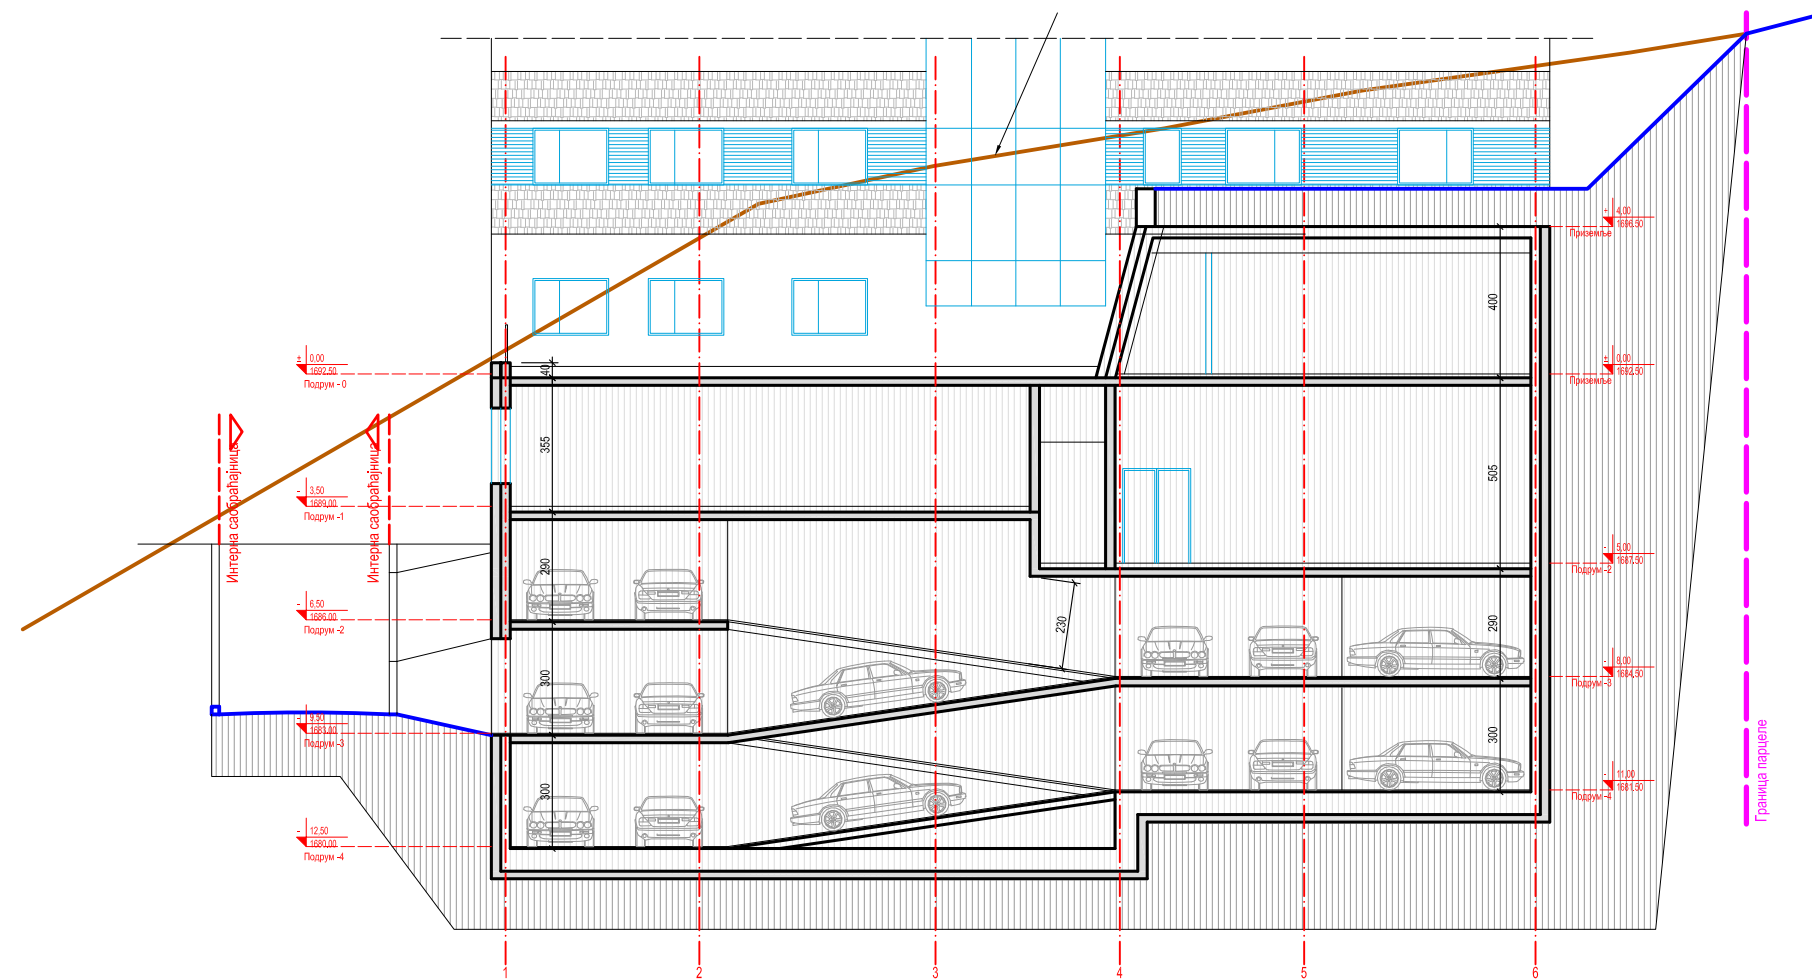 ± 0,00
1692.50
Подрум - 0
- 3,50
1689.00
Подрум -1
- 6,50
1686.00
Подрум -2
- 9,50
1683.00
Подрум -3
- 12,50
1680.00
Подрум -4
Интерна саобраћајница
Интерна саобраћајница
40
355
290
300
300
230
400
505
290
300
+ 4,00
1696.50
Приземље
± 0,00
1692.50
Приземље
- 5,00
1687.50
Подрум -2
- 8,00
1684.50
Подрум -3
- 11,00
1681.50
Подрум -4
Граница парцеле
1
2
3
4
5
6